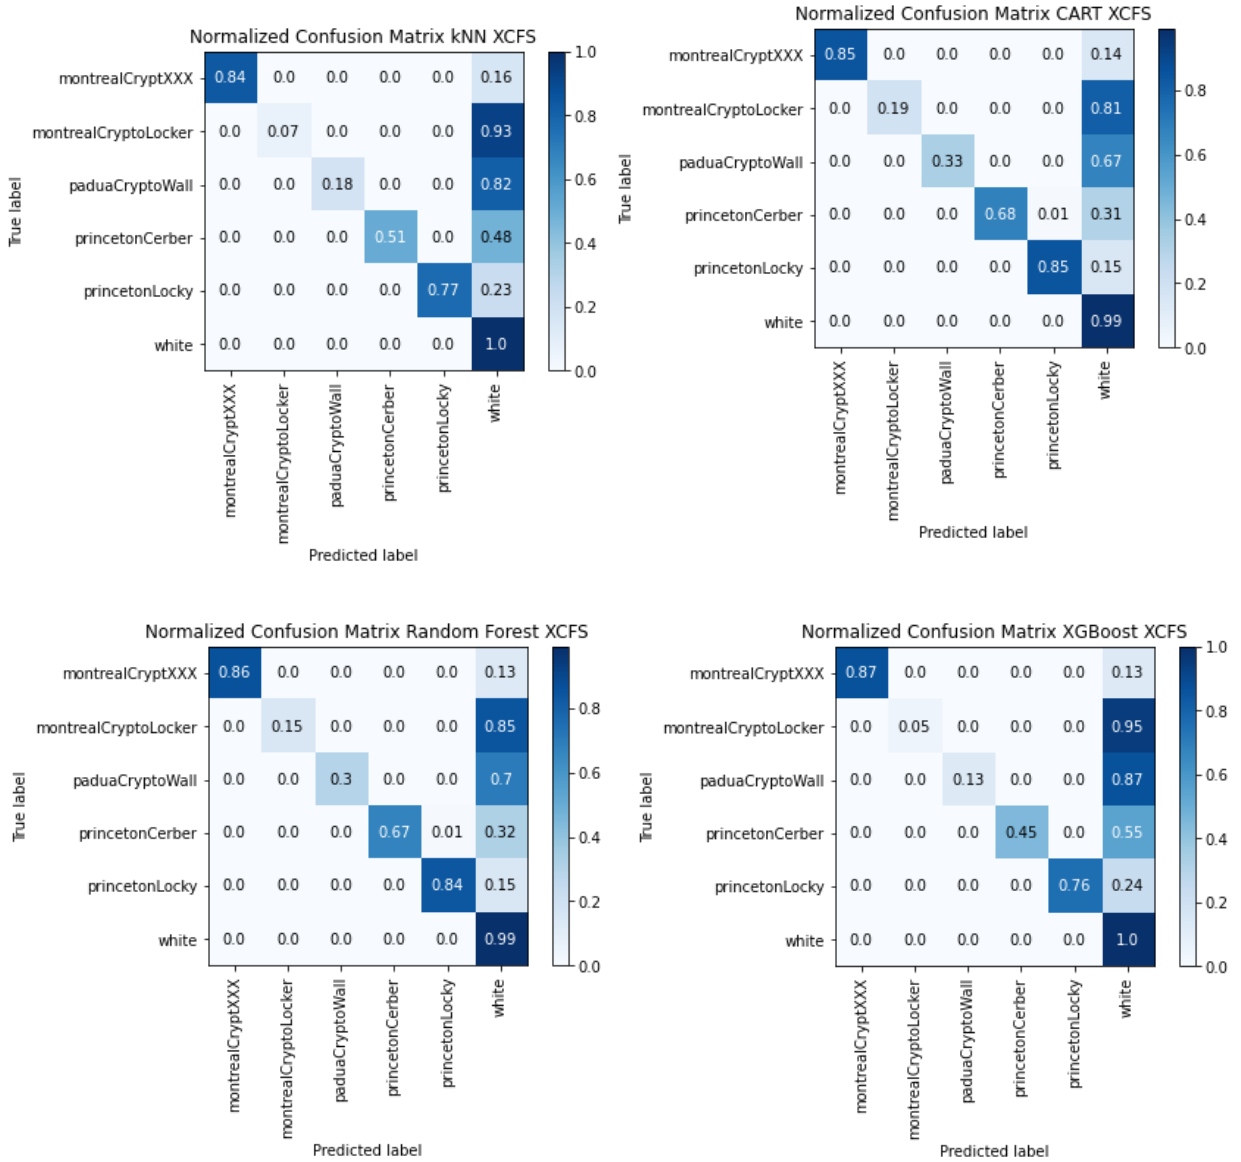 Normalized Confusion Matrix kNN XCFS
montrealCryptXXX 0.84 0.0 0.0 0.0 0.0 0.16
montrealCryptoLocker 0.0 0.07 0.0 0.0 0.0 0.93
paduaCryptoWall 0.0 0.0 0.18 0.0 0.0 0.82
princetonCerber 0.0 0.0 0.0 0.51 0.0 0.48
princetonLocky 0.0 0.0 0.0 0.0 0.77 0.23
white 0.0 0.0 0.0 0.0 0.0 1.0
True label
1.0
0.8
0.6
0.4
0.2
0.0
montrealCryptXXX
montrealCryptoLocker
paduaCryptoWall
princetonCerber
princetonLocky
white
Predicted label
Normalized Confusion Matrix CART XCFS
montrealCryptXXX 0.85 0.0 0.0 0.0 0.0 0.14
montrealCryptoLocker 0.0 0.19 0.0 0.0 0.0 0.81
paduaCryptoWall 0.0 0.0 0.33 0.0 0.0 0.67
princetonCerber 0.0 0.0 0.0 0.68 0.01 0.31
princetonLocky 0.0 0.0 0.0 0.0 0.85 0.15
white 0.0 0.0 0.0 0.0 0.0 0.99
True label
0.8
0.6
0.4
0.2
0.0
montrealCryptXXX
montrealCryptoLocker
paduaCryptoWall
princetonCerber
princetonLocky
white
Predicted label
Normalized Confusion Matrix Random Forest XCFS
montrealCryptXXX 0.86 0.0 0.0 0.0 0.0 0.13
montrealCryptoLocker 0.0 0.15 0.0 0.0 0.0 0.85
paduaCryptoWall 0.0 0.0 0.3 0.0 0.0 0.7
princetonCerber 0.0 0.0 0.0 0.67 0.01 0.32
princetonLocky 0.0 0.0 0.0 0.0 0.84 0.15
white 0.0 0.0 0.0 0.0 0.0 0.99
True label
0.8
0.6
0.4
0.2
0.0
montrealCryptXXX
montrealCryptoLocker
paduaCryptoWall
princetonCerber
princetonLocky
white
Predicted label
Normalized Confusion Matrix XGBoost XCFS
montrealCryptXXX 0.87 0.0 0.0 0.0 0.0 0.13
montrealCryptoLocker 0.0 0.05 0.0 0.0 0.0 0.95
paduaCryptoWall 0.0 0.0 0.13 0.0 0.0 0.87
princetonCerber 0.0 0.0 0.0 0.45 0.0 0.55
princetonLocky 0.0 0.0 0.0 0.0 0.76 0.24
white 0.0 0.0 0.0 0.0 0.0 1.0
True label
1.0
0.8
0.6
0.4
0.2
0.0
montrealCryptXXX
montrealCryptoLocker
paduaCryptoWall
princetonCerber
princetonLocky
white
Predicted label